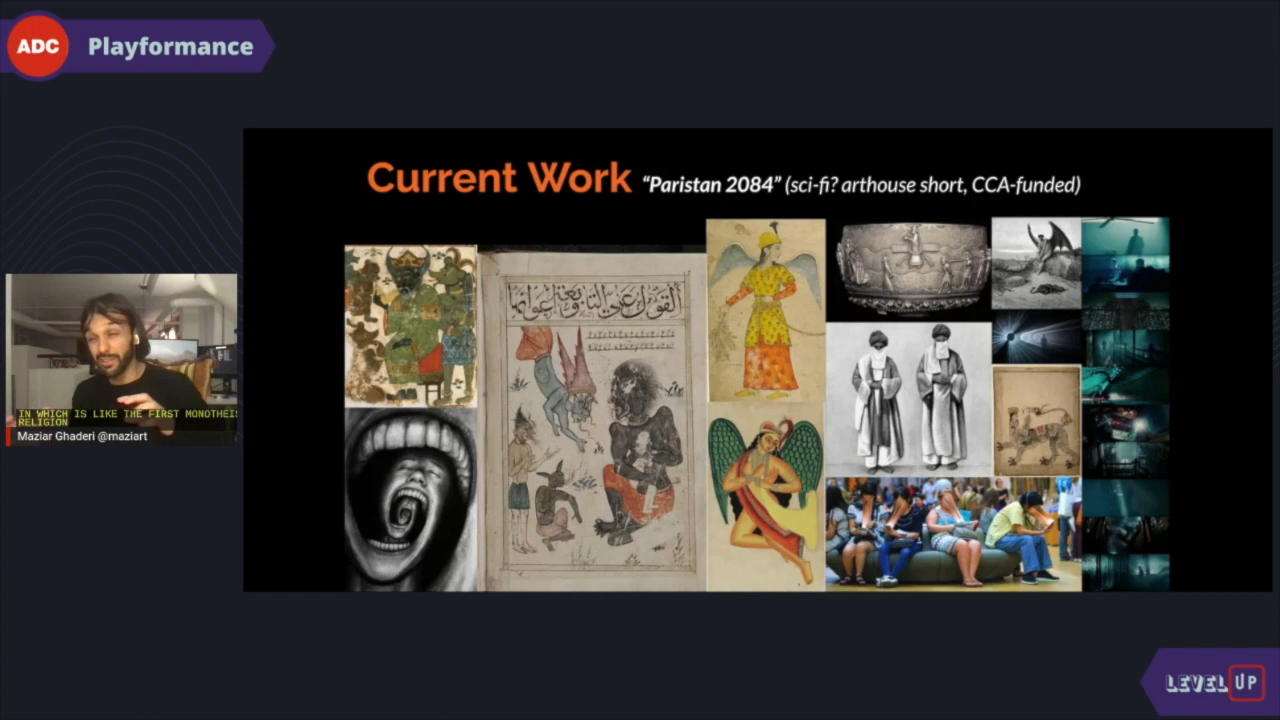 ADC Playformance
Current Work "Paristan 2084" (sci-fi? arthouse short, CCA-funded)
IN WHICH IS LIKE THE FIRST MONOTHEIS
RELIGION
Maziar Ghaderi @maziart
LEVEL UP